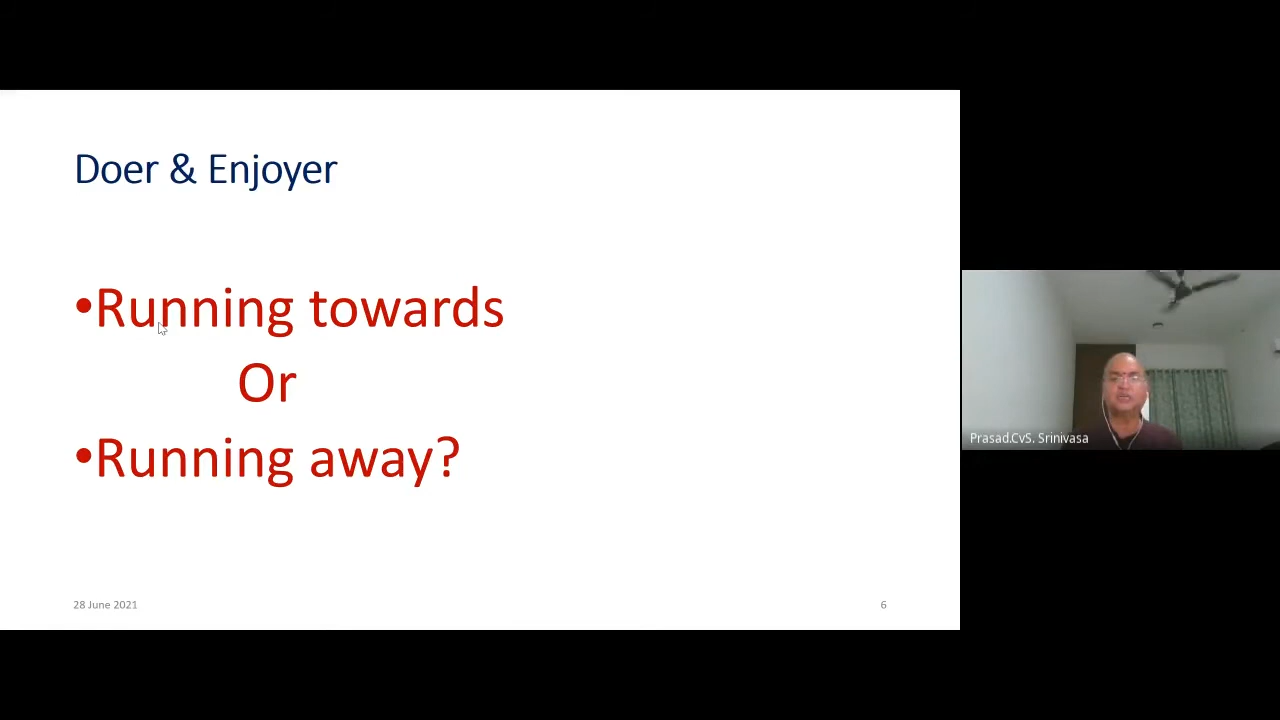 Doer & Enjoyer
•Running towards
Or
•Running away?
28 June 2021
6
Prasad.CvS. Srinivasa